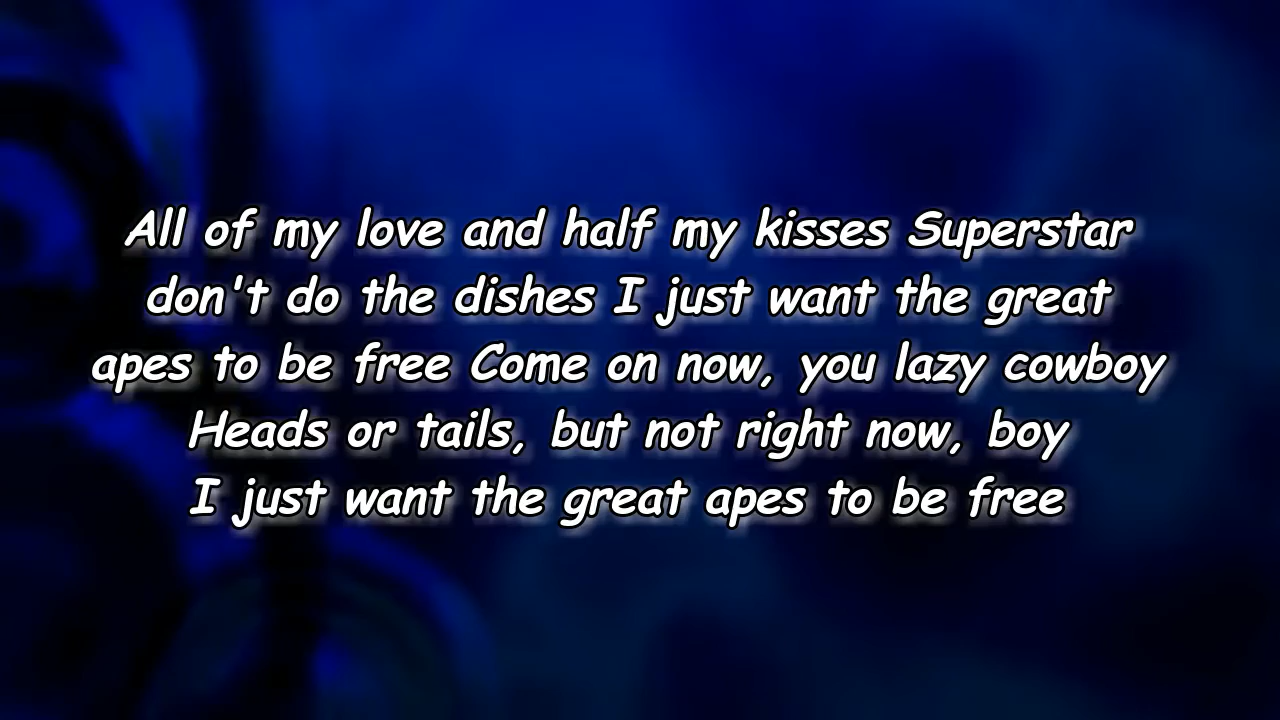 All of my love and half my kisses Superstar
don't do the dishes I just want the great
apes to be free Come on now, you lazy cowboy
Heads or tails, but not right now, boy
I just want the great apes to be free